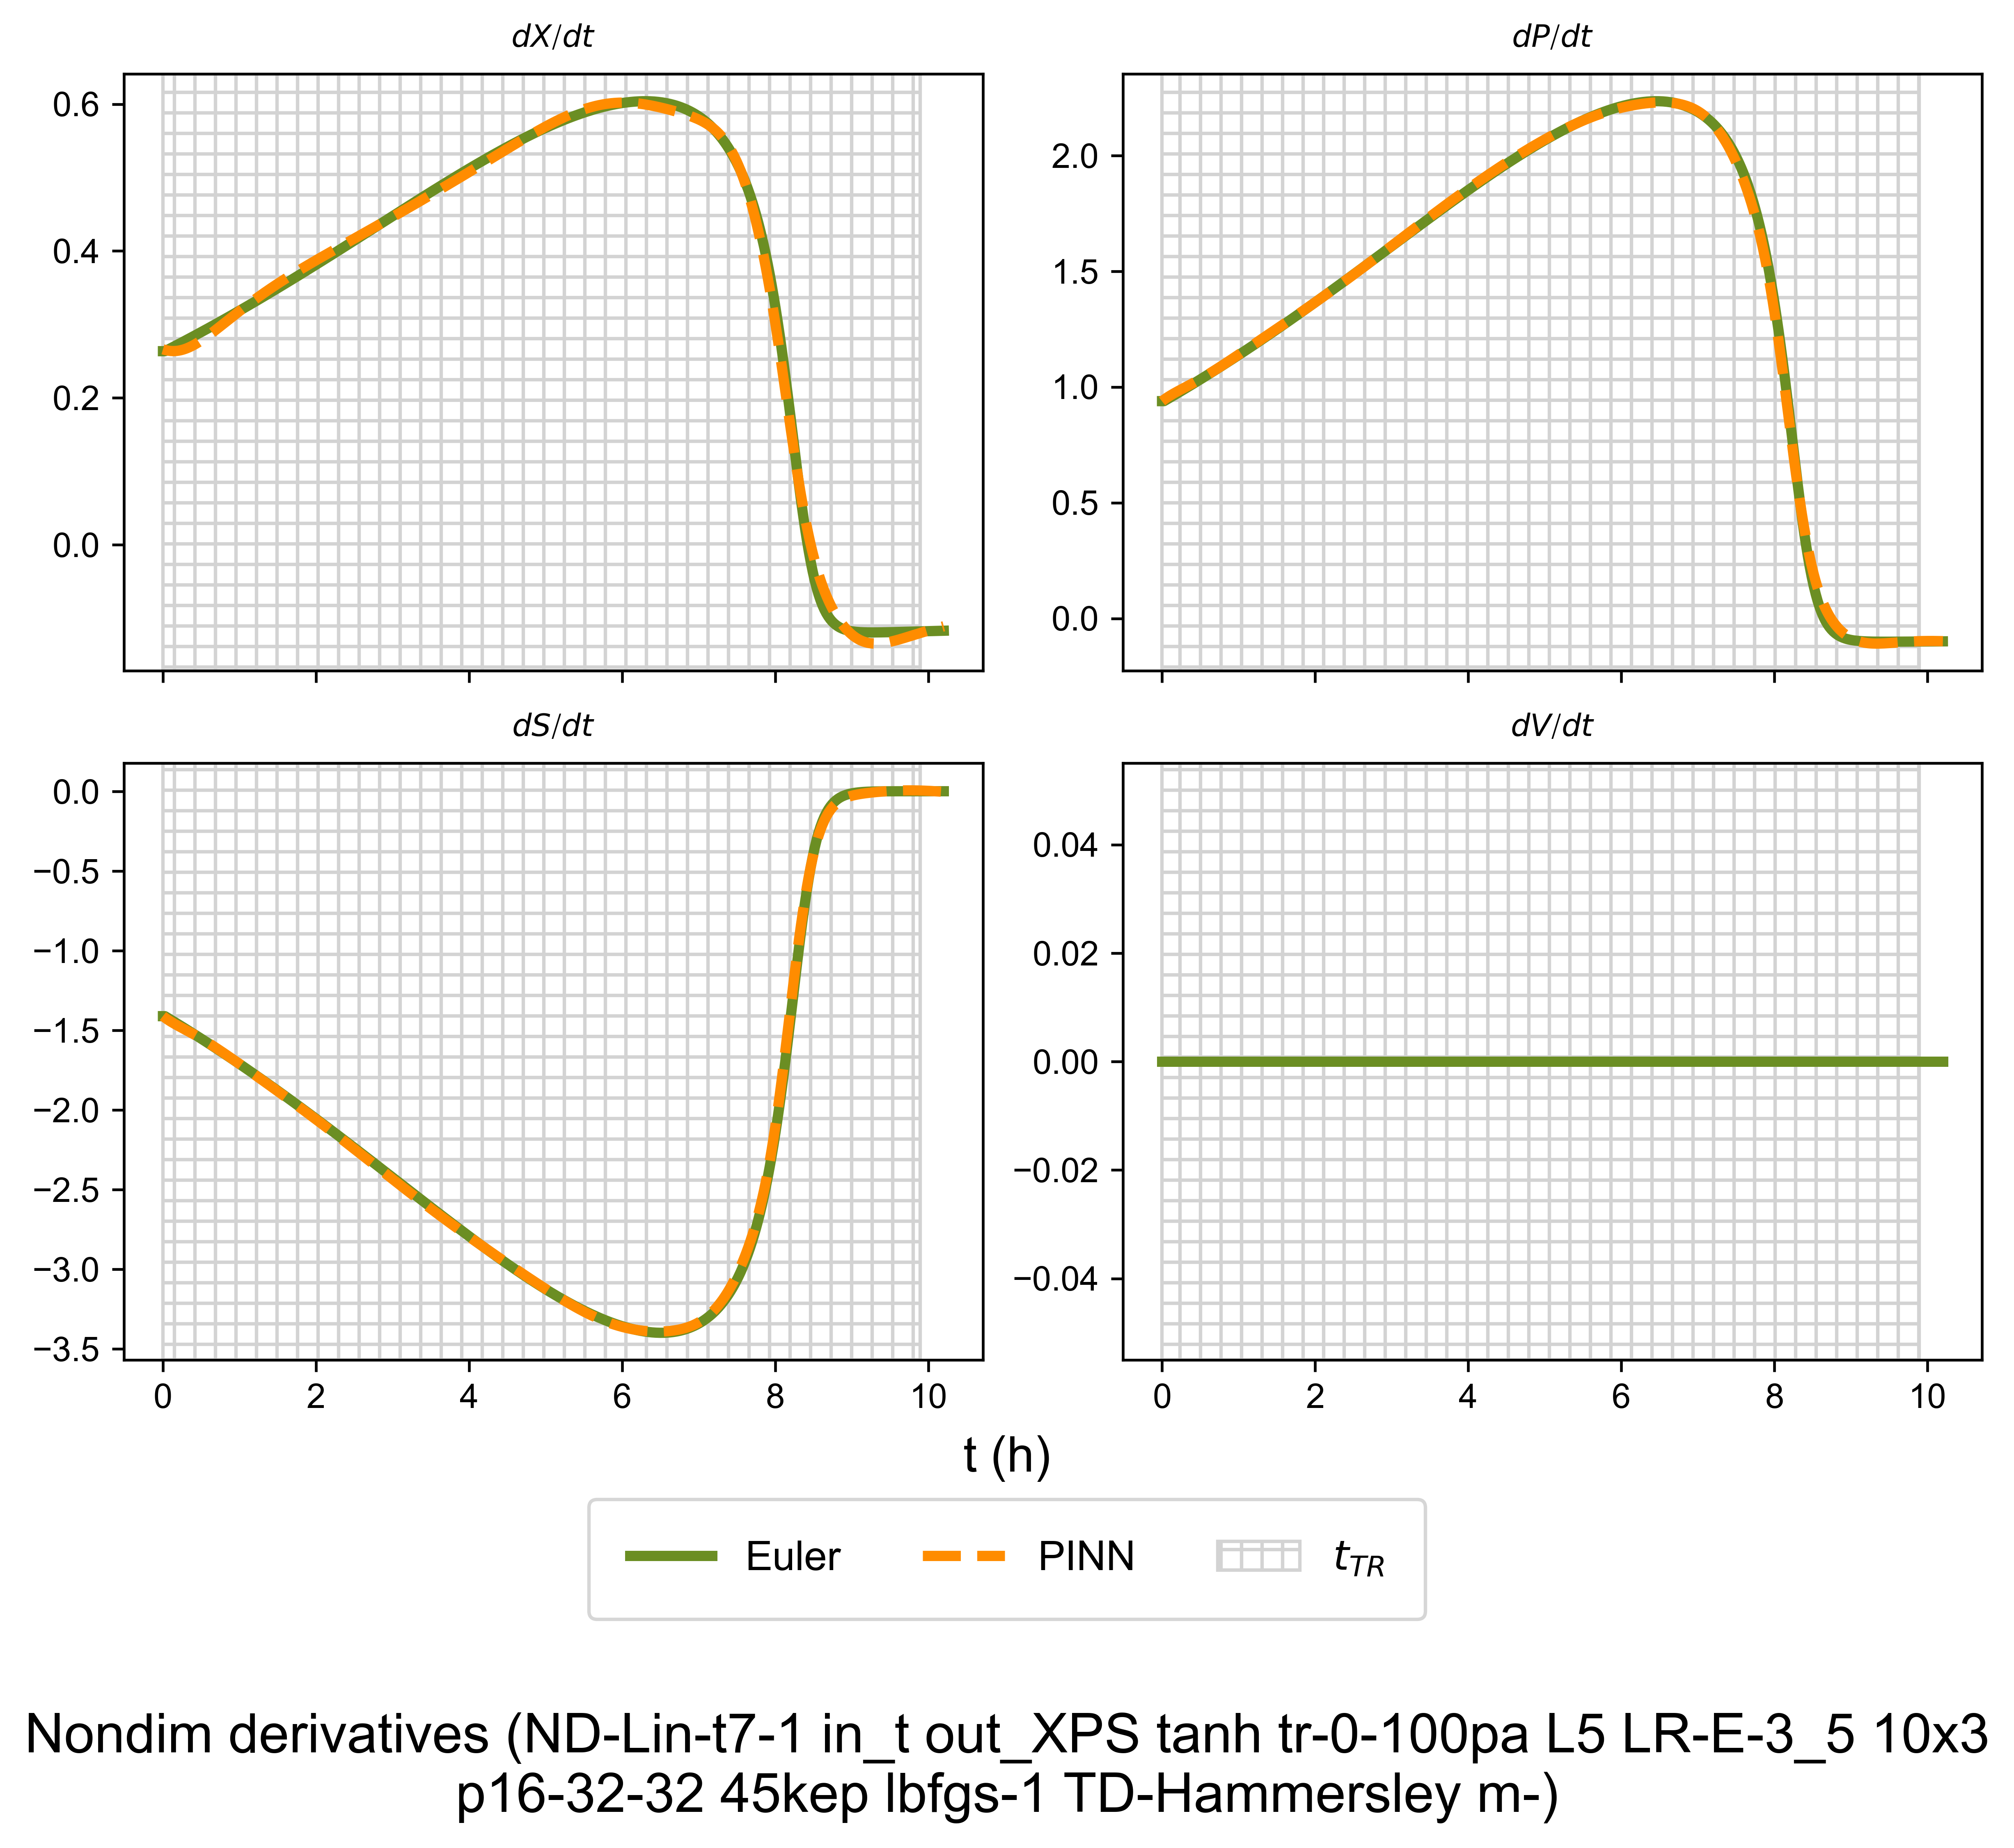 dX/dt
dP/dt
0.6
0.4
0.2
0.0
2.0
1.5
1.0
0.5
0.0
dS/dt
dV/dt
0.0
−0.5
−1.0
−1.5
−2.0
−2.5
−3.0
−3.5
0.04
0.02
0.00
−0.02
−0.04
0 2 4 6 8 10
0 2 4 6 8 10
t (h)
Euler PINN t_TR
Nondim derivatives (ND-Lin-t7-1 in_t out_XPS tanh tr-0-100pa L5 LR-E-3_5 10x3
p16-32-32 45kep lbfgs-1 TD-Hammersley m-)